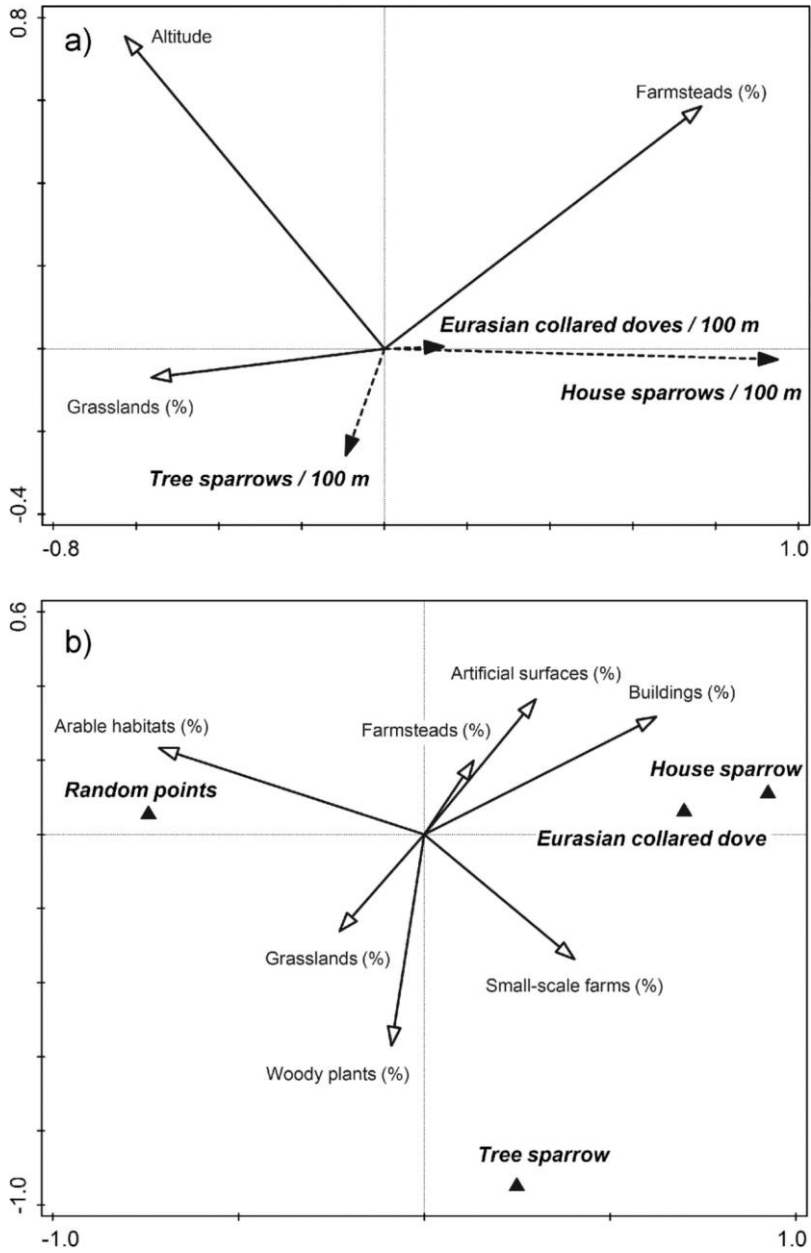 0.8
a)
Altitude
Farmsteads (%)
Eurasian collared doves / 100 m
House sparrows / 100 m
Grasslands (%)
Tree sparrows / 100 m
-0.4
-0.8
1.0
0.6
b)
Artificial surfaces (%)
Buildings (%)
Farmsteads (%)
Arable habitats (%)
House sparrow
Random points
Eurasian collared dove
Grasslands (%)
Small-scale farms (%)
Woody plants (%)
Tree sparrow
-1.0
-1.0
1.0